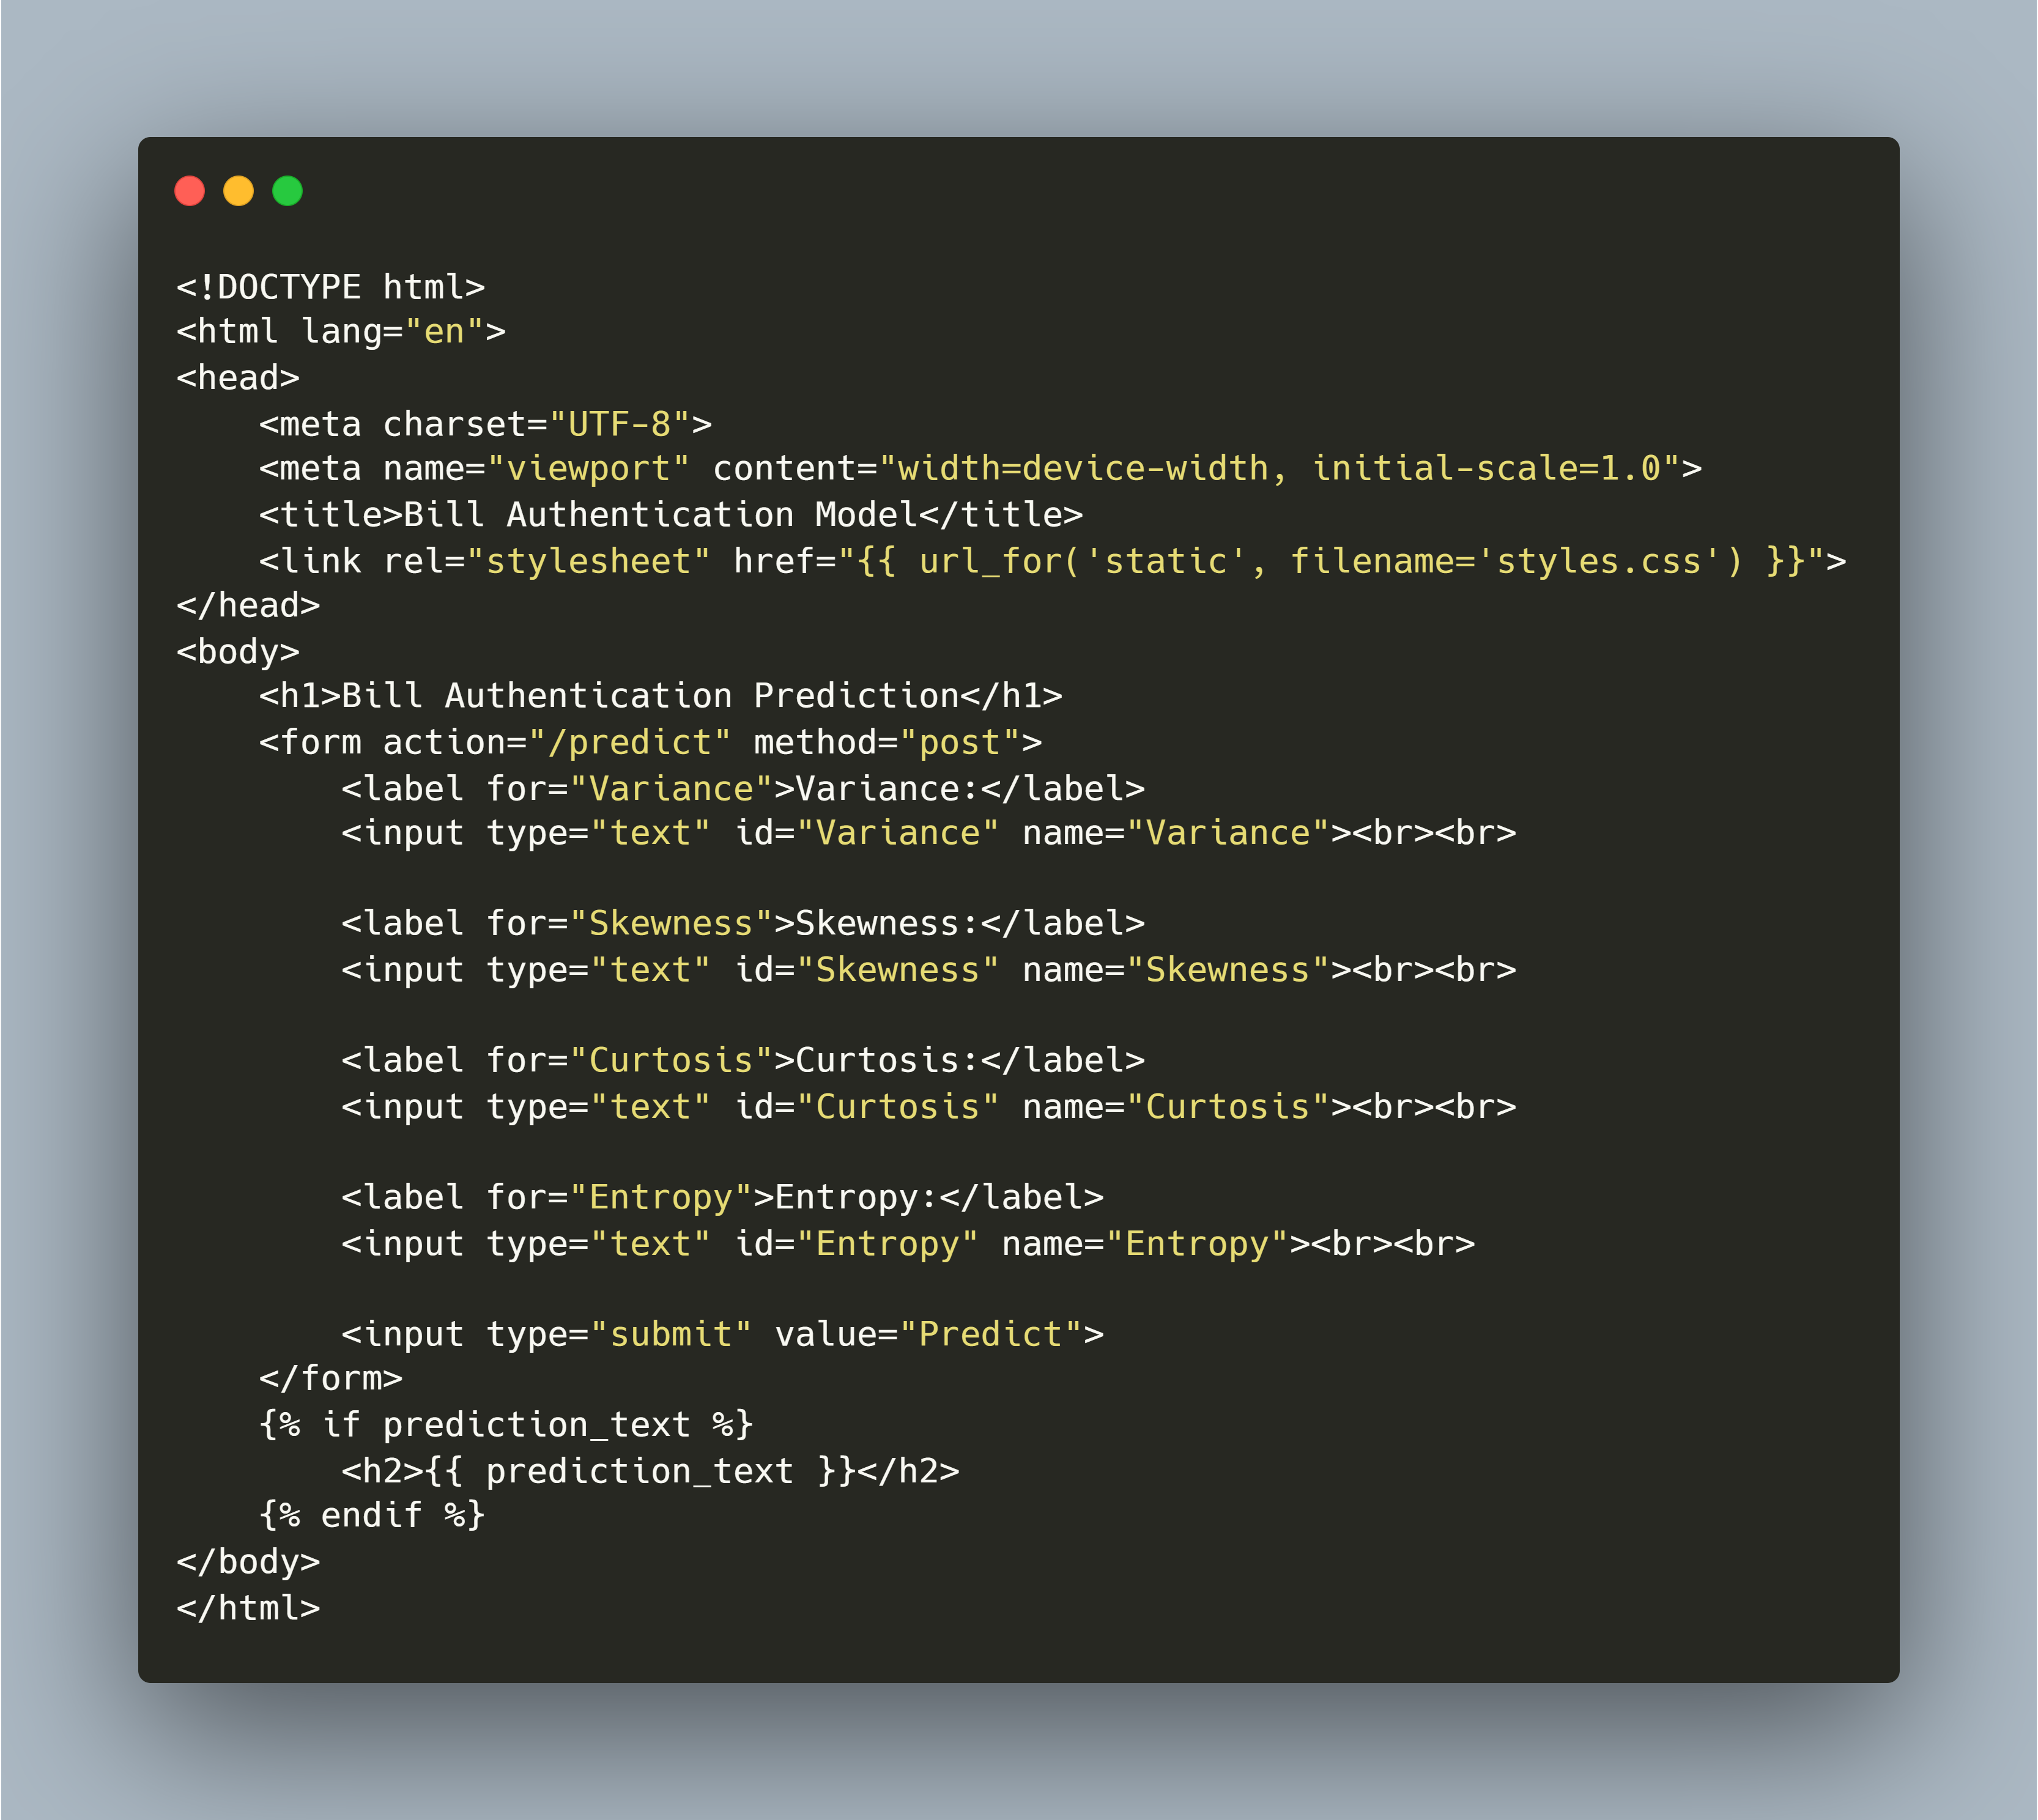 <!DOCTYPE html>
<html lang="en">
<head>
    <meta charset="UTF-8">
    <meta name="viewport" content="width=device-width, initial-scale=1.0">
    <title>Bill Authentication Model</title>
    <link rel="stylesheet" href="{{ url_for('static', filename='styles.css') }}">
</head>
<body>
    <h1>Bill Authentication Prediction</h1>
    <form action="/predict" method="post">
        <label for="Variance">Variance:</label>
        <input type="text" id="Variance" name="Variance"><br><br>

        <label for="Skewness">Skewness:</label>
        <input type="text" id="Skewness" name="Skewness"><br><br>

        <label for="Curtosis">Curtosis:</label>
        <input type="text" id="Curtosis" name="Curtosis"><br><br>

        <label for="Entropy">Entropy:</label>
        <input type="text" id="Entropy" name="Entropy"><br><br>

        <input type="submit" value="Predict">
    </form>
    {% if prediction_text %}
        <h2>{{ prediction_text }}</h2>
    {% endif %}
</body>
</html>